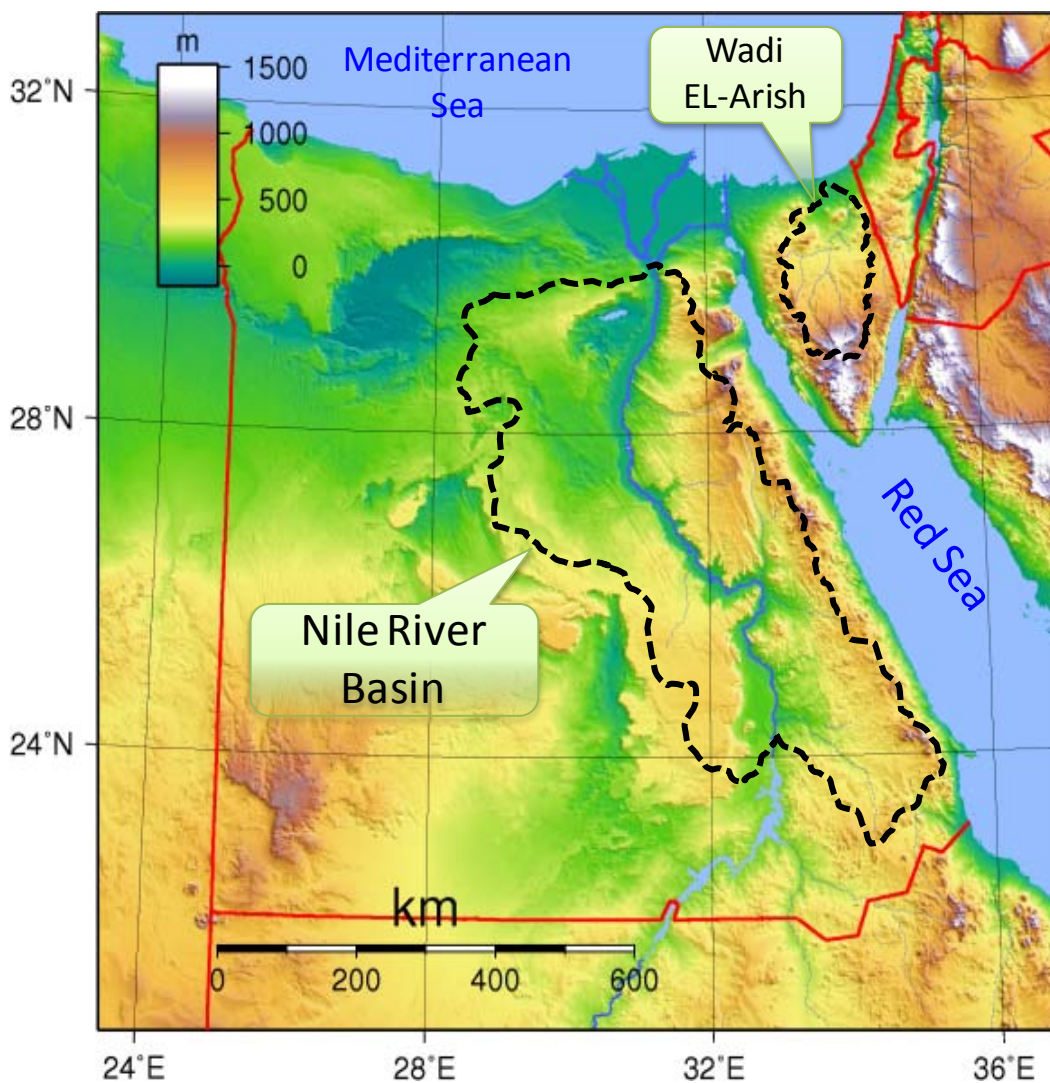 m
1500
1000
500
0
Mediterranean
Sea
Wadi
EL-Arish
32°N
28°N
24°N
Red Sea
Nile River
Basin
km
0 200 400 600
24°E 28°E 32°E 36°E